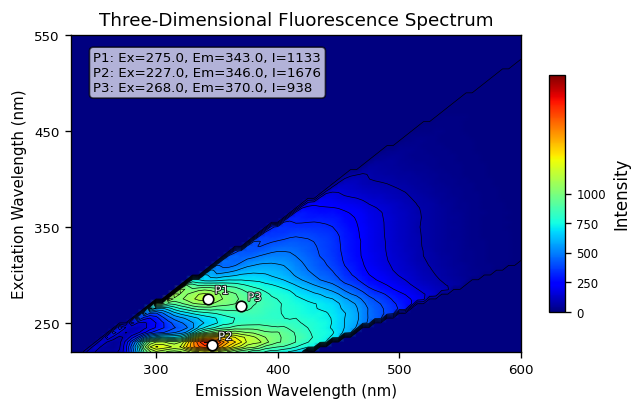 Three-Dimensional Fluorescence Spectrum
P1: Ex=275.0, Em=343.0, I=1133
P2: Ex=227.0, Em=346.0, I=1676
P3: Ex=268.0, Em=370.0, I=938
550
450
350
250
Excitation Wavelength (nm)
P1
P3
P2
300
400
500
600
Emission Wavelength (nm)
1000
750
500
250
0
Intensity